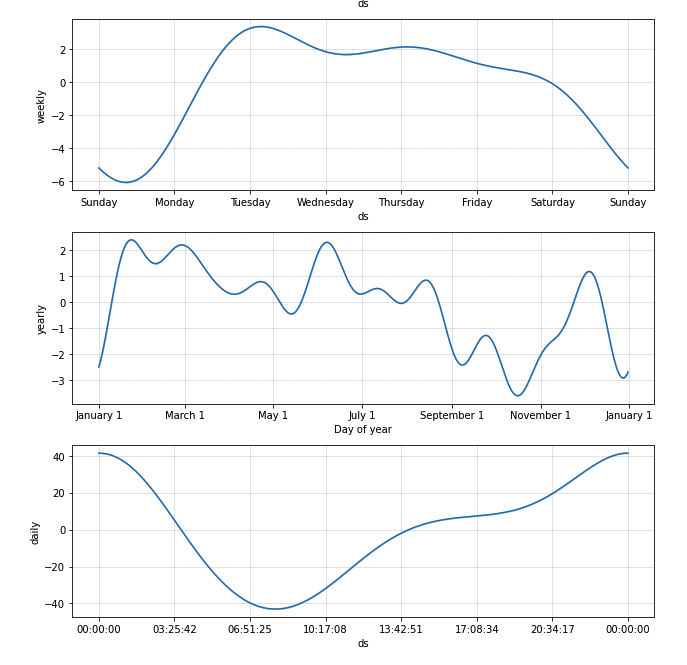 ds
2
0
−2
−4
−6
weekly
Sunday Monday Tuesday Wednesday Thursday Friday Saturday Sunday
ds
2
1
0
−1
−2
−3
yearly
January 1 March 1 May 1 July 1 September 1 November 1 January 1
Day of year
40
20
0
−20
−40
daily
00:00:00 03:25:42 06:51:25 10:17:08 13:42:51 17:08:34 20:34:17 00:00:00
ds